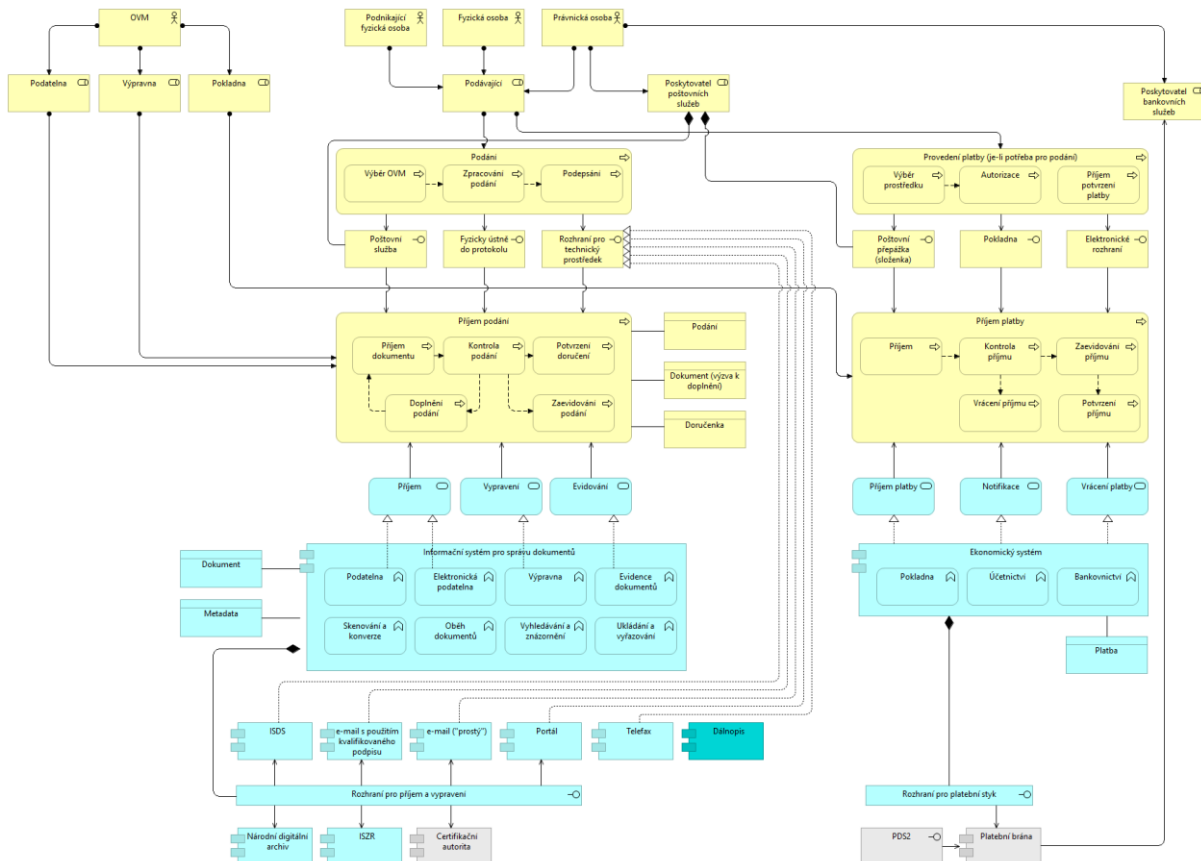 OVM
Podnikající
fyzická osoba
Fyzická osoba
Právnická osoba
Podatelna
Výpravna
Pokladna
Podávající
Poskytovatel
poštovních
služeb
Poskytovatel
bankovních
služeb
Podání
Výběr OVM
Zpracování
podání
Podepsání
Provedení platby (je-li potřeba pro podání)
Výběr
prostředku
Autorizace
Příjem
potvrzení
platby
Poštovní
služba
Fyzicky ústně
do protokolu
Rozhraní pro
technický
prostředek
Poštovní
přepážka
(složenka)
Pokladna
Elektronické
rozhraní
Příjem podání
Příjem
dokumentu
Kontrola
podání
Potvrzení
doručení
Doplnění
podání
Zaevidování
podání
Podání
Dokument (výzva k
doplnění)
Doručenka
Příjem platby
Příjem
Kontrola
příjmu
Zaevidování
příjmu
Vrácení příjmu
Potvrzení
příjmu
Příjem
Vypravení
Evidování
Příjem platby
Notifikace
Vrácení platby
Dokument
Metadata
Informační systém pro správu dokumentů
Podatelna
Elektronická
podatelna
Výpravna
Evidence
dokumentů
Skenování a
konverze
Oběh
dokumentů
Vyhledávání a
znázornění
Ukládání a
vyřazování
Ekonomický systém
Pokladna
Účetnictví
Bankovnictví
Platba
ISDS
e-mail s použitím
kvalifikovaného
podpisu
e-mail ("prostý")
Portál
Telefax
Dálnopis
Rozhraní pro příjem a vypravení
Rozhraní pro platební styk
Národní digitální
archiv
ISZR
Certifikační
autorita
PDS2
Platební brána